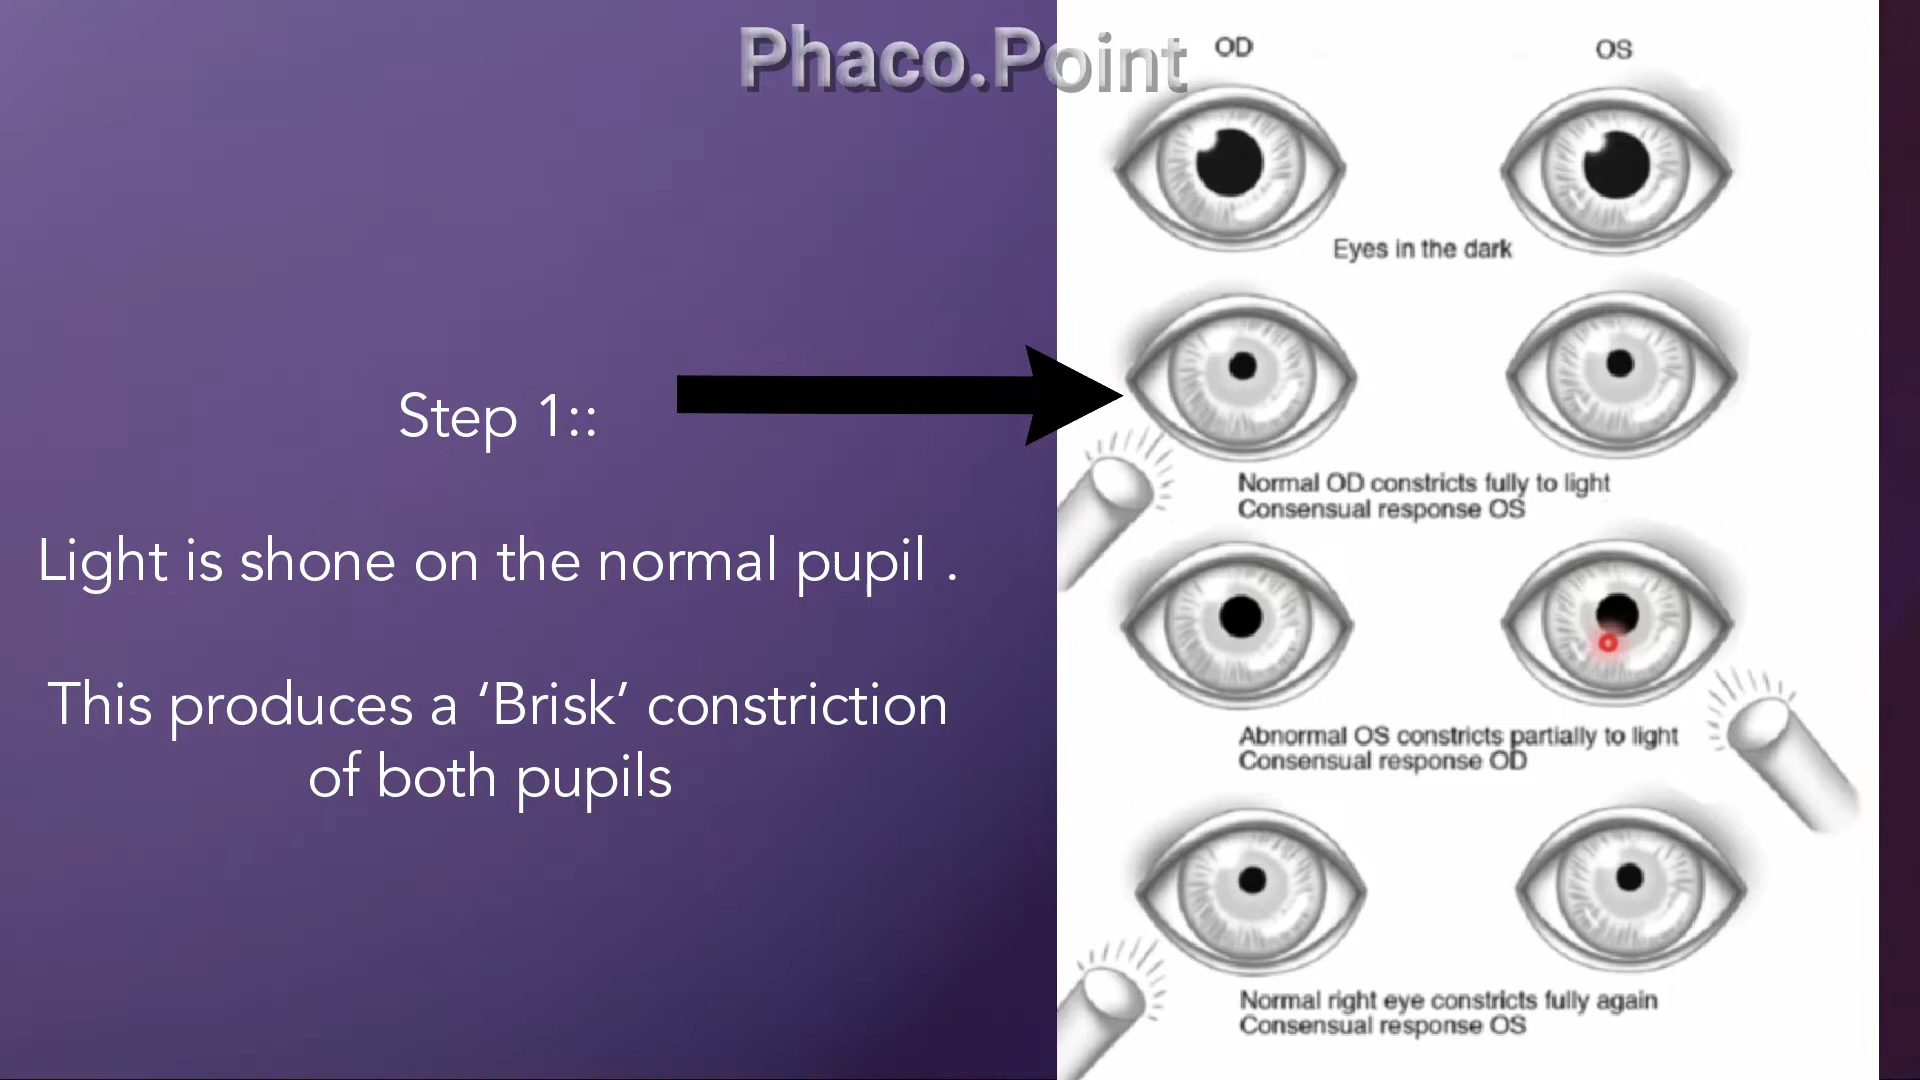 Phaco.Point
OD
OS
Eyes in the dark
Step 1::
Normal OD constricts fully to light
Consensual response OS
Light is shone on the normal pupil .
This produces a ‘Brisk’ constriction
of both pupils
Abnormal OS constricts partially to light
Consensual response OD
Normal right eye constricts fully again
Consensual response OS